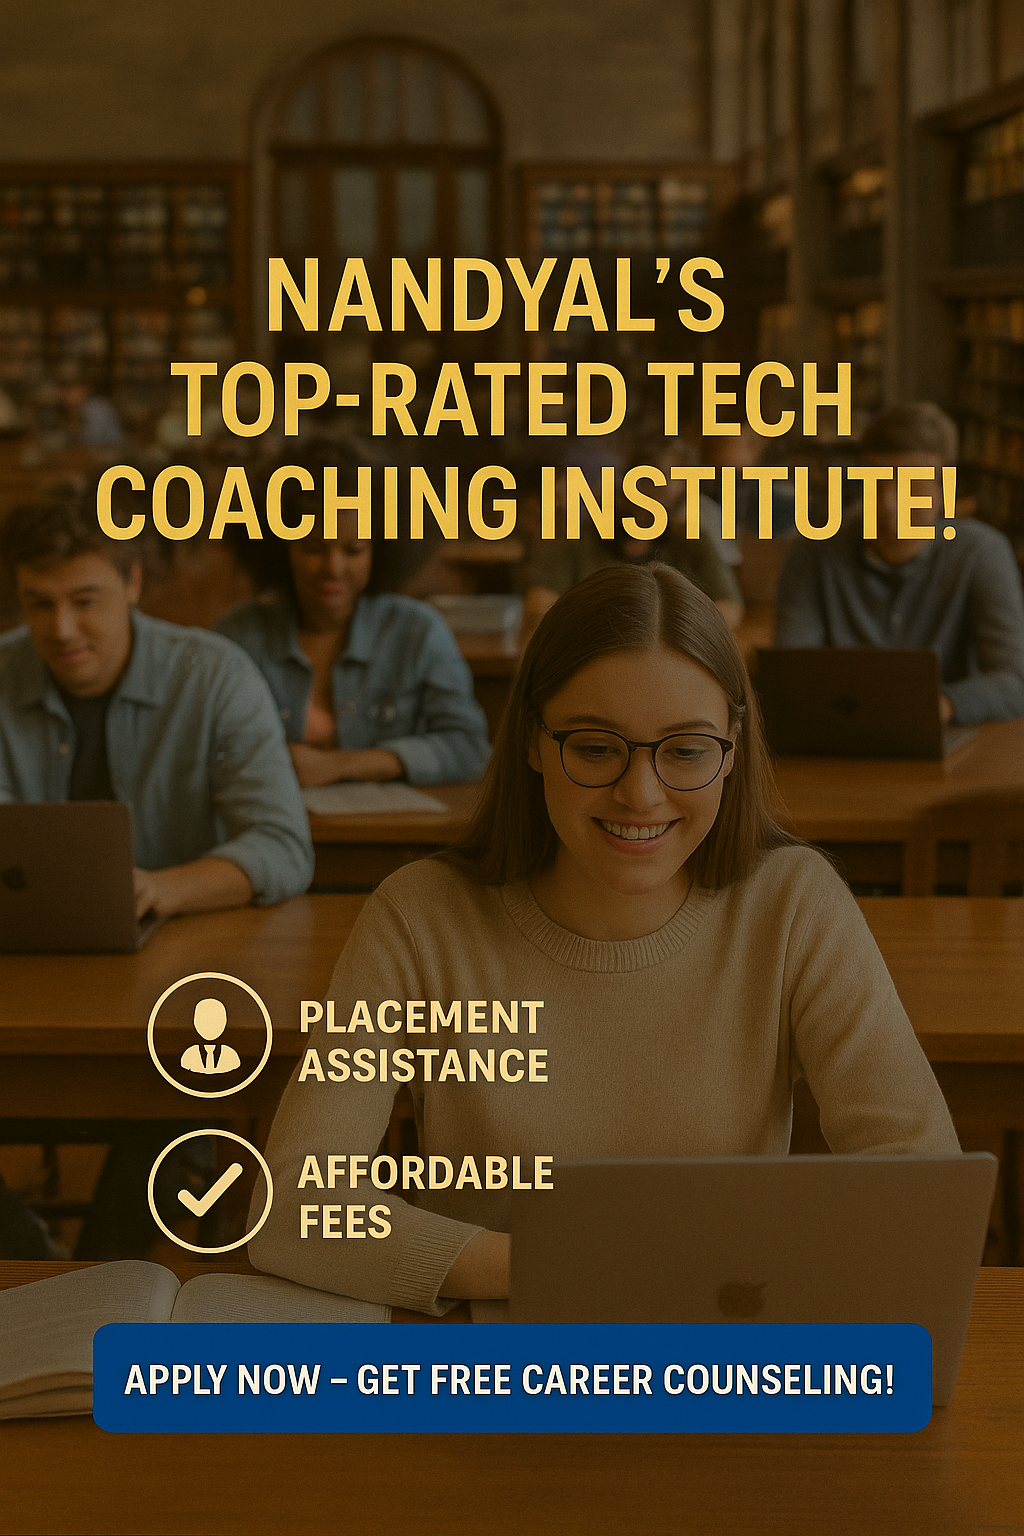 NANDYAL’S
TOP-RATED TECH
COACHING INSTITUTE!
PLACEMENT
ASSISTANCE
AFFORDABLE
FEES
APPLY NOW – GET FREE CAREER COUNSELING!